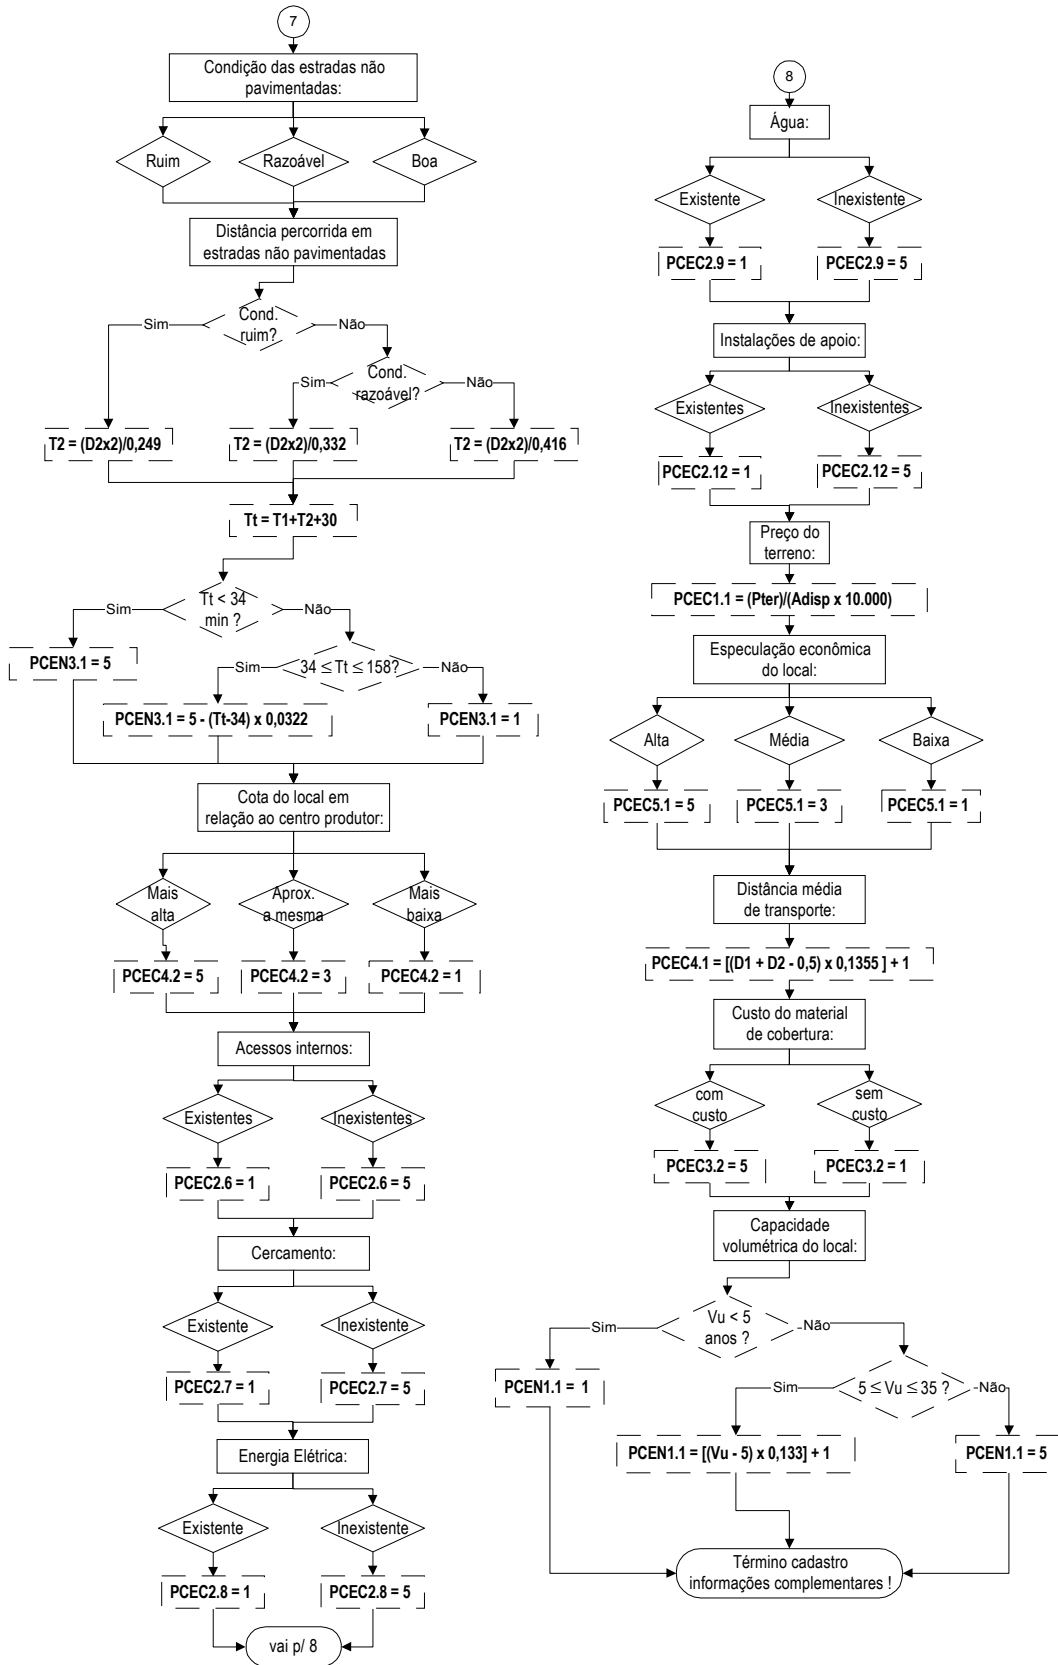 7
Condição das estradas não
pavimentadas:
Ruim
Razoável
Boa
Distância percorrida em
estradas não pavimentadas
Cond.
ruim?
Sim
Não
Cond.
razoável?
Sim
Não
T2 = (D2x2)/0,249
T2 = (D2x2)/0,332
T2 = (D2x2)/0,416
Tt = T1+T2+30
Tt < 34
min ?
Sim
Não
PCEN3.1 = 5
34 ≤ Tt ≤ 158?
Sim
Não
PCEN3.1 = 5 - (Tt-34) x 0,0322
PCEN3.1 = 1
Cota do local em
relação ao centro produtor:
Mais
alta
Aprox.
a mesma
Mais
baixa
PCEC4.2 = 5
PCEC4.2 = 3
PCEC4.2 = 1
Acessos internos:
Existentes
Inexistentes
PCEC2.6 = 1
PCEC2.6 = 5
Cercamento:
Existente
Inexistente
PCEC2.7 = 1
PCEC2.7 = 5
Energia Elétrica:
Existente
Inexistente
PCEC2.8 = 1
PCEC2.8 = 5
vai p/ 8
8
Água:
Existente
Inexistente
PCEC2.9 = 1
PCEC2.9 = 5
Instalações de apoio:
Existentes
Inexistentes
PCEC2.12 = 1
PCEC2.12 = 5
Preço do
terreno:
PCEC1.1 = (Pter)/(Adisp x 10.000)
Especulação econômica
do local:
Alta
Média
Baixa
PCEC5.1 = 5
PCEC5.1 = 3
PCEC5.1 = 1
Distância média
de transporte:
PCEC4.1 = [(D1 + D2 - 0,5) x 0,1355 ] + 1
Custo do material
de cobertura:
com
custo
sem
custo
PCEC3.2 = 5
PCEC3.2 = 1
Capacidade
volumétrica do local:
Vu < 5
anos ?
Sim
Não
PCEN1.1 = 1
5 ≤ Vu ≤ 35 ?
Sim
Não
PCEN1.1 = [(Vu - 5) x 0,133] + 1
PCEN1.1 = 5
Término cadastro
informações complementares !